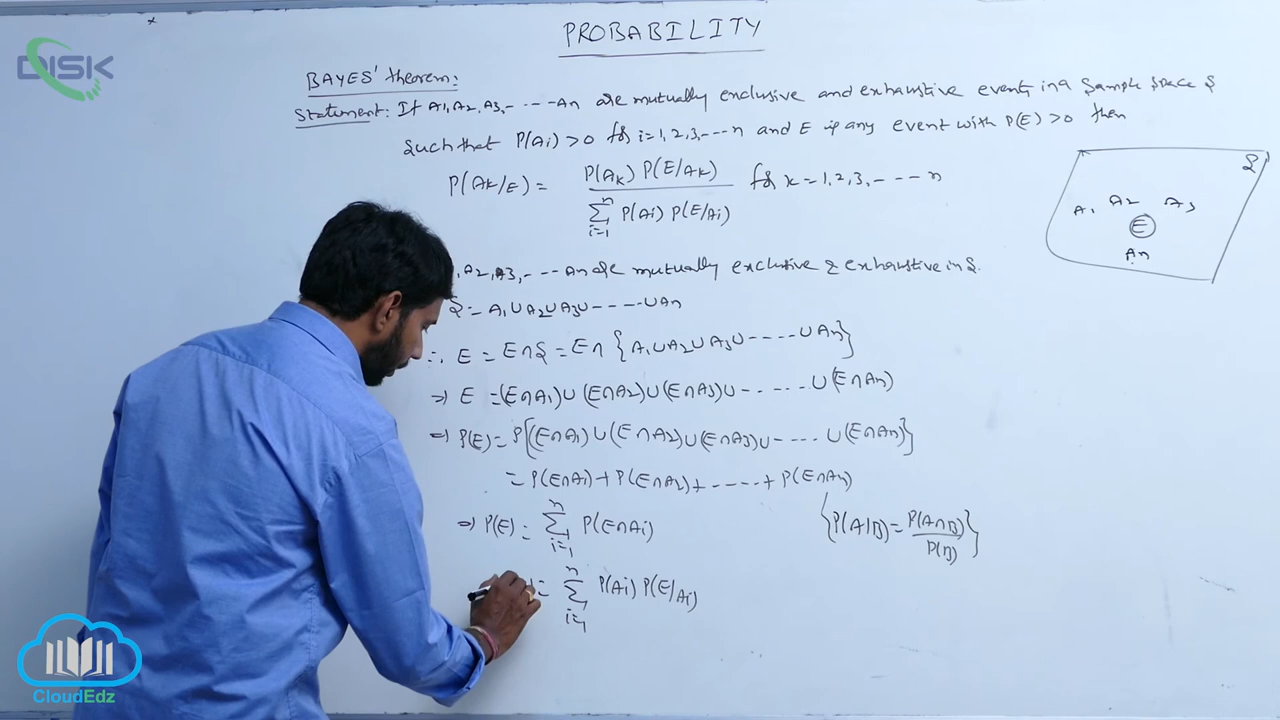 PROBABILITY
DISK
BAYES' theorem:
Statement: If A1, A2, A3, - - - - An are mutually exclusive and exhaustive events in a sample space S
such that P(Ai) > 0 for i = 1, 2, 3, - - - n and E is any event with P(E) > 0 then
P(AK/E) = P(AK) P(E/AK) / ∑ i=1 n P(Ai) P(E/Ai) for x = 1, 2, 3, - - - - n
S
A1 A2 A3
E
An
, A2, A3, - - - - An are mutually exclusive & exhaustive in S.
S = A1 ∪ A2 ∪ A3 ∪ - - - - - ∪ An
∴ E = E ∩ S = E ∩ {A1 ∪ A2 ∪ A3 ∪ - - - - ∪ An}
⇒ E = (E∩A1) ∪ (E∩A2) ∪ (E∩A3) ∪ - - - - - - ∪ (E∩An)
⇒ P(E) = P{(E∩A1) ∪ (E∩A2) ∪ (E∩A3) ∪ - - - - ∪ (E∩An)}
= P(E∩A1) + P(E∩A2) + - - - - - + P(E∩An)
⇒ P(E) = ∑ i=1 n P(E∩Ai) {P(A|B) = P(A∩B) / P(B)}
= ∑ i=1 n P(Ai) P(E/Ai)
CloudEdz